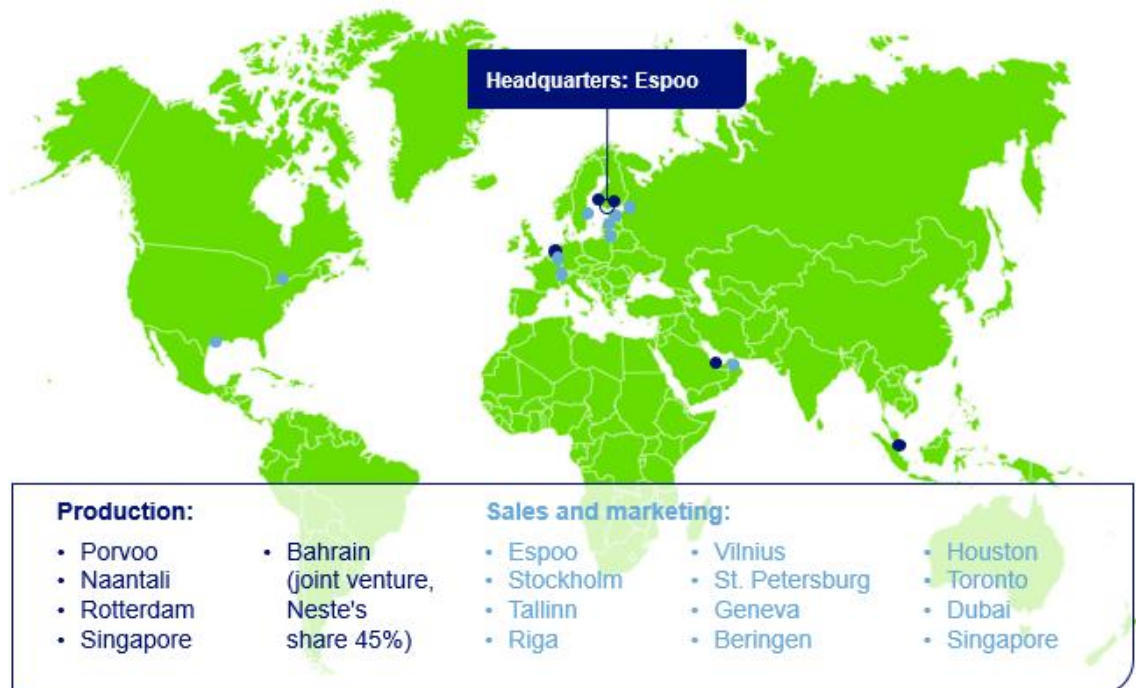 Headquarters: Espoo
Production:
• Porvoo
• Naantali
• Rotterdam
• Singapore
• Bahrain
(joint venture,
Neste's
share 45%)
Sales and marketing:
• Espoo
• Stockholm
• Tallinn
• Riga
• Vilnius
• St. Petersburg
• Geneva
• Beringen
• Houston
• Toronto
• Dubai
• Singapore